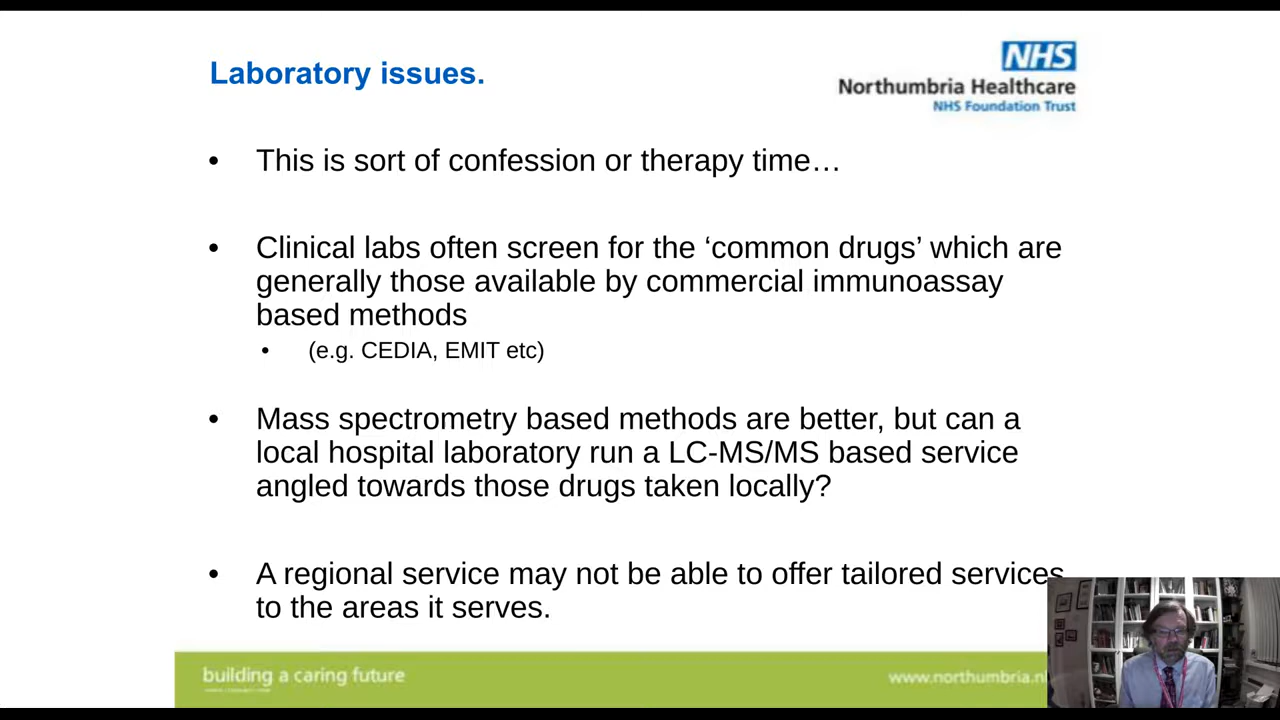 Laboratory issues.
NHS
Northumbria Healthcare
NHS Foundation Trust
• This is sort of confession or therapy time…
• Clinical labs often screen for the ‘common drugs’ which are
generally those available by commercial immunoassay
based methods
• (e.g. CEDIA, EMIT etc)
• Mass spectrometry based methods are better, but can a
local hospital laboratory run a LC-MS/MS based service
angled towards those drugs taken locally?
• A regional service may not be able to offer tailored services
to the areas it serves.
building a caring future
www.northumbria.n